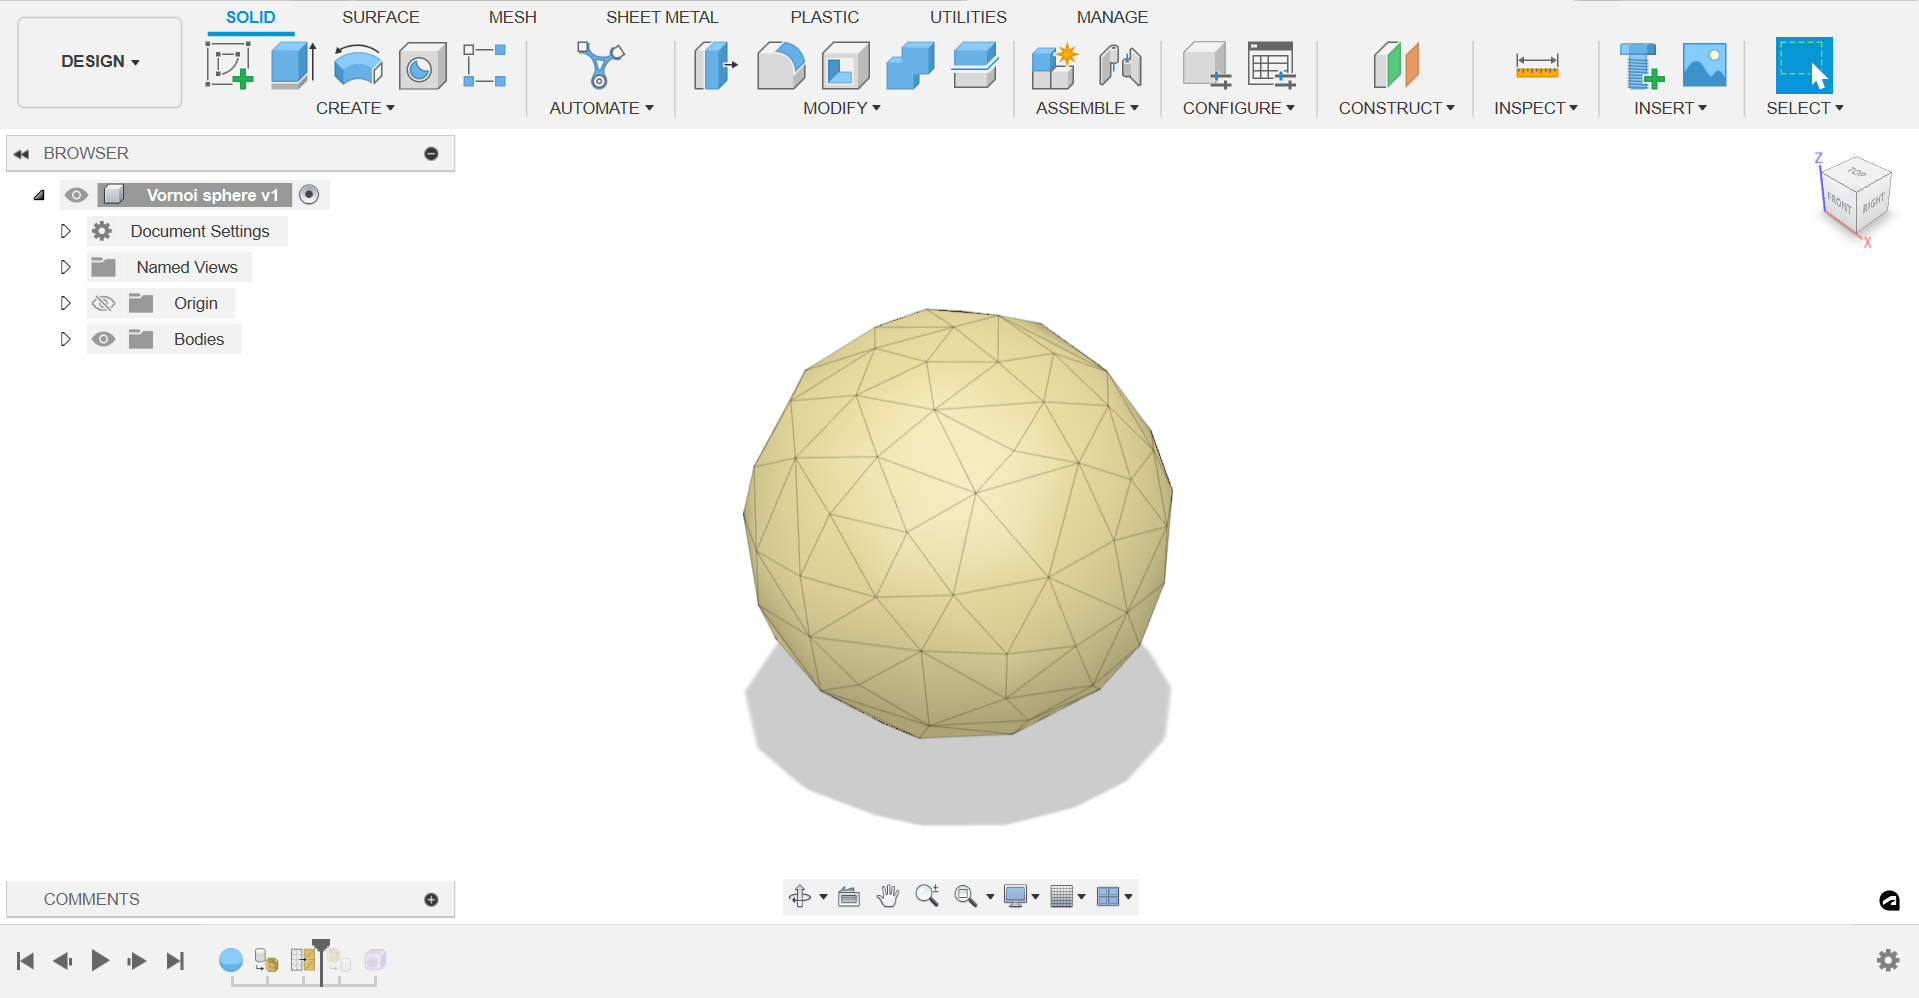 SOLID SURFACE MESH SHEET METAL PLASTIC UTILITIES MANAGE
DESIGN
CREATE AUTOMATE MODIFY ASSEMBLE CONFIGURE CONSTRUCT INSPECT INSERT SELECT
BROWSER
Vornoi sphere v1
Document Settings
Named Views
Origin
Bodies
Z
TOP
FRONT RIGHT
X
COMMENTS